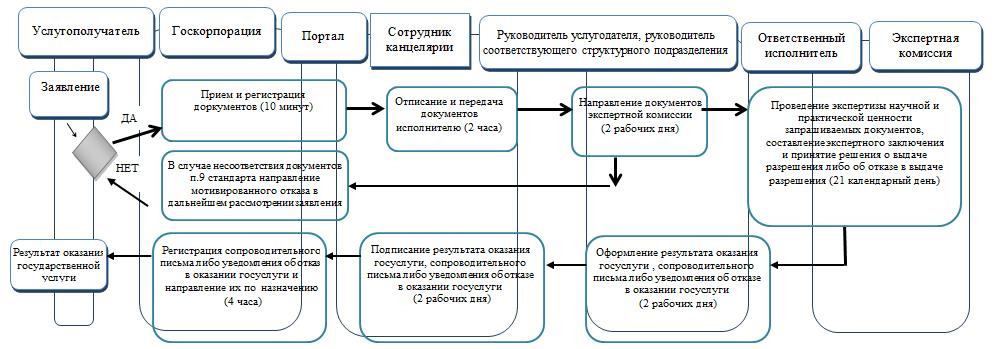 Услугополучатель
Госкорпорация
Портал
Сотрудник
канцелярии
Руководитель услугодателя, руководитель
соответствующего структурного подразделения
Ответственный
исполнитель
Экспертная
комиссия
Заявление
ДА
НЕТ
Прием и регистрация
доркументов (10 минут)
Отписание и передача
документов
исполнителю (2 часа)
Направление документов
экспертной комиссии
(2 рабочих дня)
Проведение экспертизы научной и
практической ценности
запрашиваемых документов,
составление экспертного заключения
и принятие решения о выдаче
разрешения либо об отказе в выдаче
разрешения (21 календарный день)
В случае несоответствия документов
п.9 стандарта направление
мотивированного отказа в
дальнейшем рассмотрении заявления
Результат оказани
государственной
услуги
Регистрация сопроводительного
письма либо уведомления об отказ
в оказании госуслуги и
направление их по назначению
(4 часа)
Подписание результата оказания
госуслуги, сопроводительного
письма либо уведомления об отказе
в оказании госуслуги
(2 рабочих дня)
Оформление результата оказания
госуслуги , сопроводительного
письма либо уведомления об отказе
в оказании госуслуги
(2 рабочих дня)